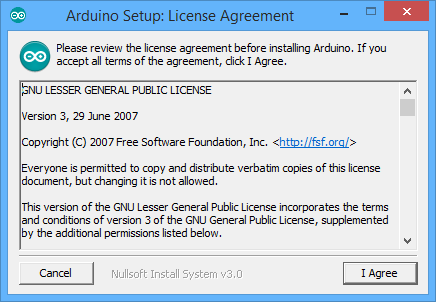 Arduino Setup: License Agreement
Please review the license agreement before installing Arduino. If you
accept all terms of the agreement, click I Agree.
GNU LESSER GENERAL PUBLIC LICENSE
Version 3, 29 June 2007
Copyright (C) 2007 Free Software Foundation, Inc. <http://fsf.org/>
Everyone is permitted to copy and distribute verbatim copies of this license
document, but changing it is not allowed.
This version of the GNU Lesser General Public License incorporates the terms
and conditions of version 3 of the GNU General Public License, supplemented
by the additional permissions listed below.
Cancel
Nullsoft Install System v3.0
I Agree